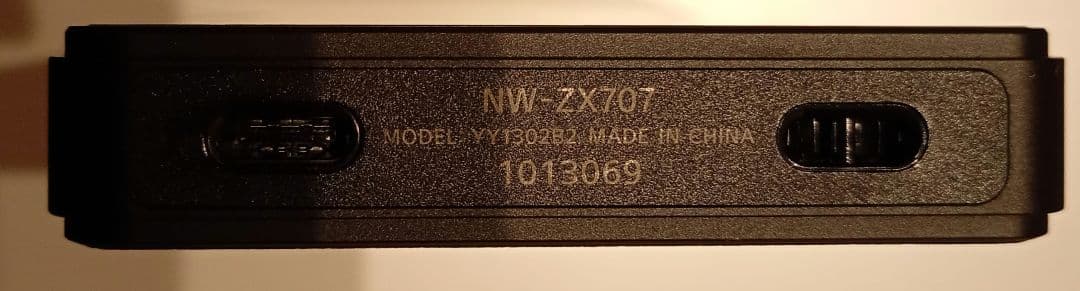 NW-ZX707
MODEL YY1302B2 MADE IN CHINA
1013069